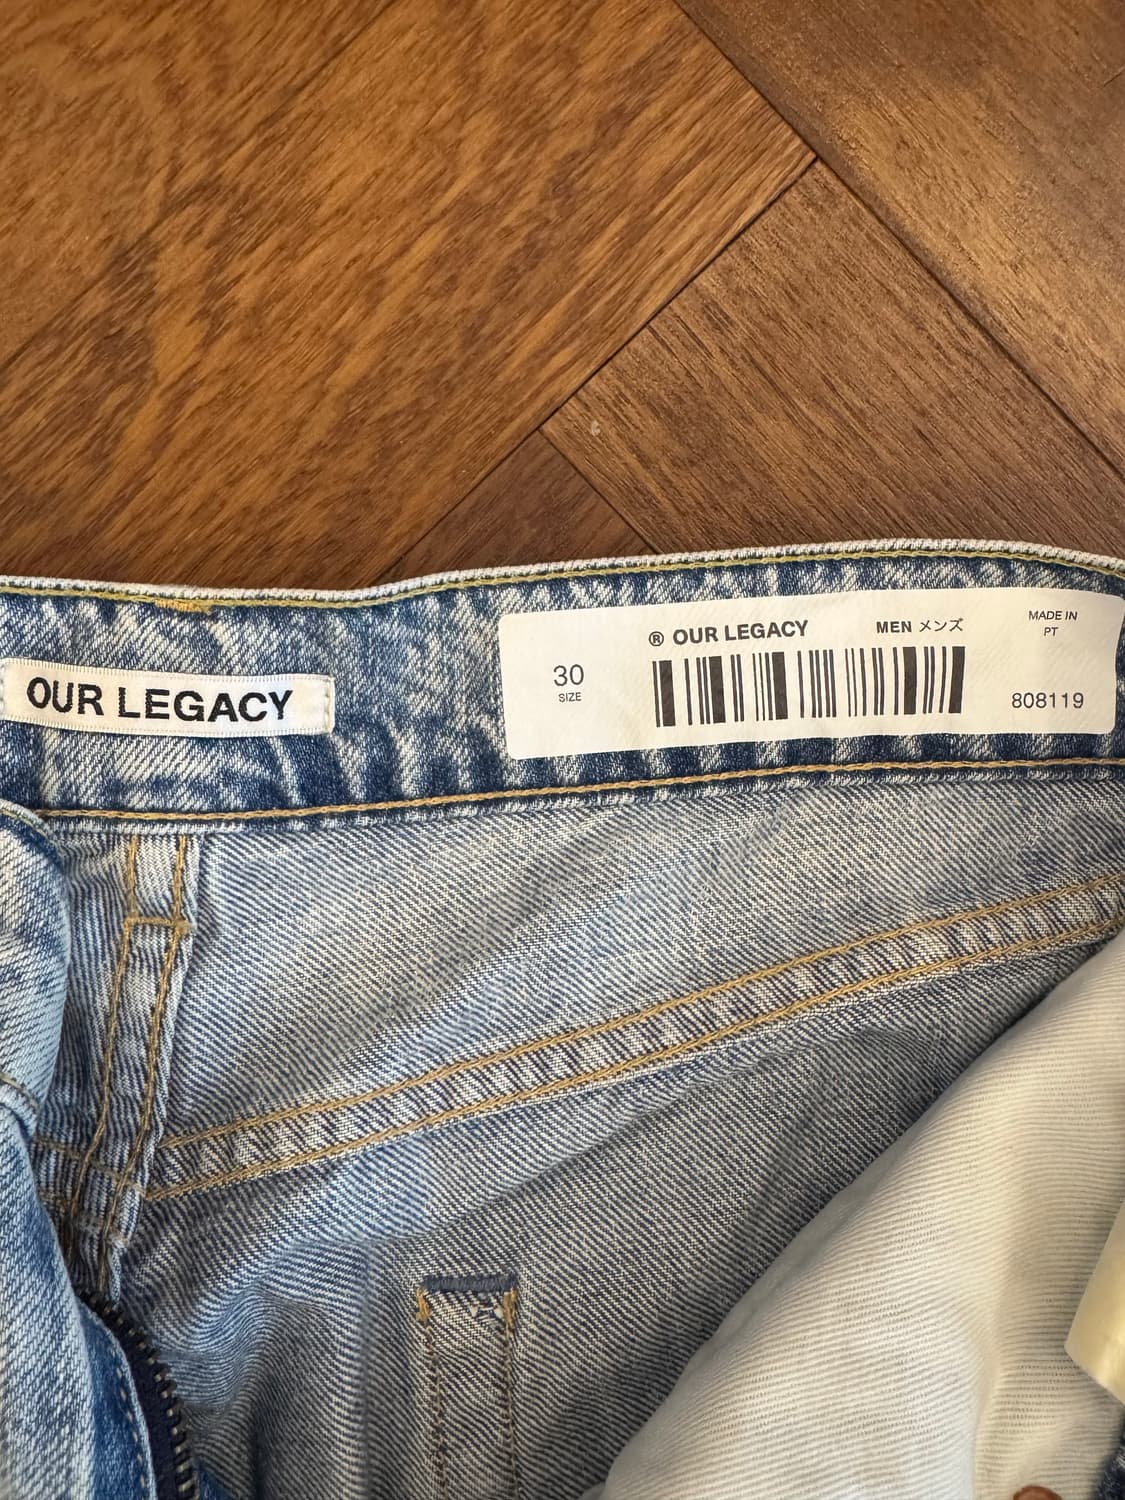 OUR LEGACY
® OUR LEGACY
MEN メンズ
MADE IN
PT
30
SIZE
808119